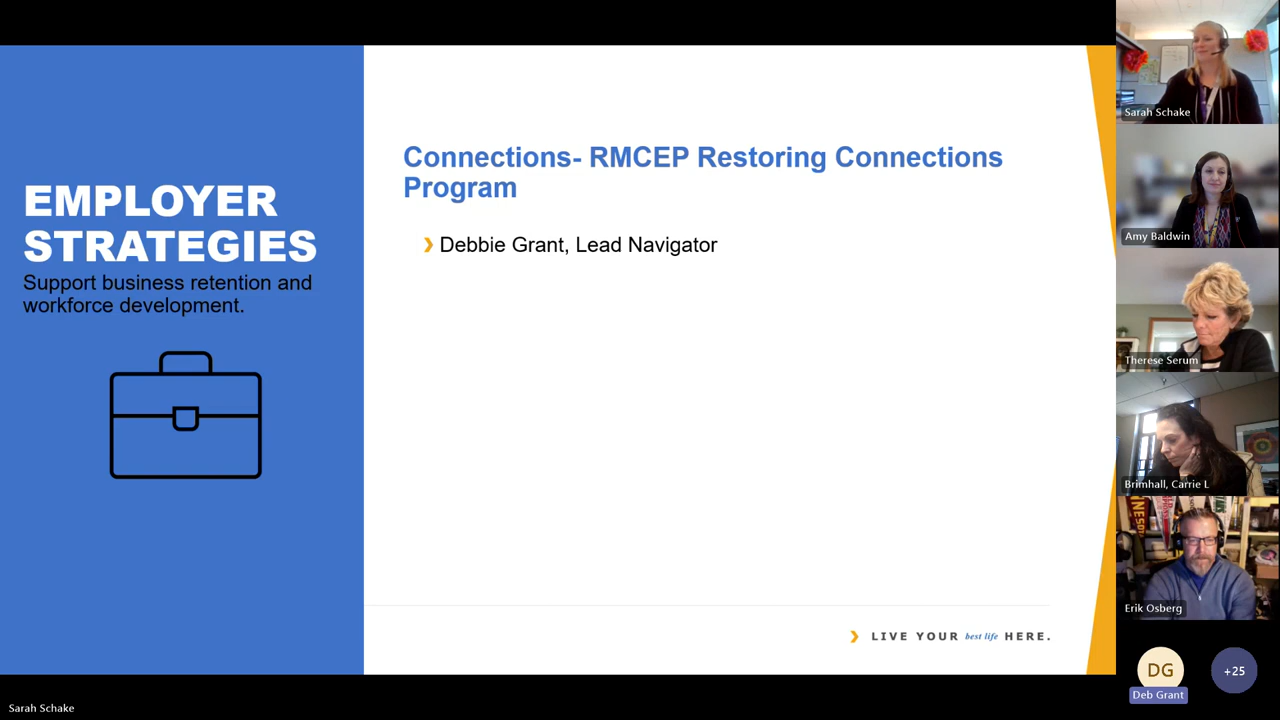 EMPLOYER
STRATEGIES
Support business retention and
workforce development.
Connections- RMCEP Restoring Connections
Program
Debbie Grant, Lead Navigator
LIVE YOUR best life HERE.
Sarah Schake
Amy Baldwin
Therese Serum
Brimhall, Carrie L
Erik Osberg
DG
+25
Deb Grant
Sarah Schake